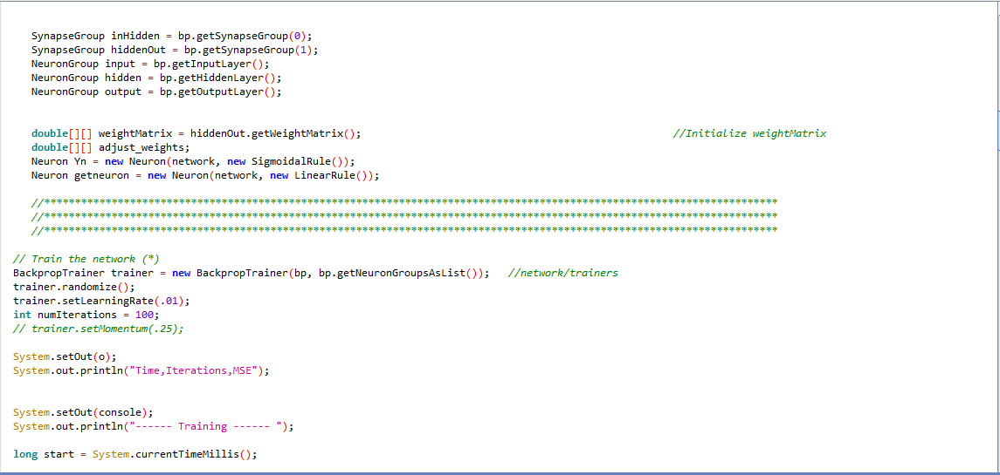 SynapseGroup inHidden = bp.getSynapseGroup(0);
SynapseGroup hiddenOut = bp.getSynapseGroup(1);
NeuronGroup input = bp.getInputLayer();
NeuronGroup hidden = bp.getHiddenLayer();
NeuronGroup output = bp.getOutputLayer();
double[][] weightMatrix = hiddenOut.getWeightMatrix(); //Initialize weightMatrix
double[][] adjust_weights;
Neuron Yn = new Neuron(network, new SigmoidalRule());
Neuron getneuron = new Neuron(network, new LinearRule());
//************************************************************************************************************************
//************************************************************************************************************************
//************************************************************************************************************************
// Train the network (*)
BackpropTrainer trainer = new BackpropTrainer(bp, bp.getNeuronGroupsAsList()); //network/trainers
trainer.randomize();
trainer.setLearningRate(.01);
int numIterations = 100;
// trainer.setMomentum(.25);
System.setOut(o);
System.out.println("Time,Iterations,MSE");
System.setOut(console);
System.out.println("------ Training ------ ");
long start = System.currentTimeMillis();